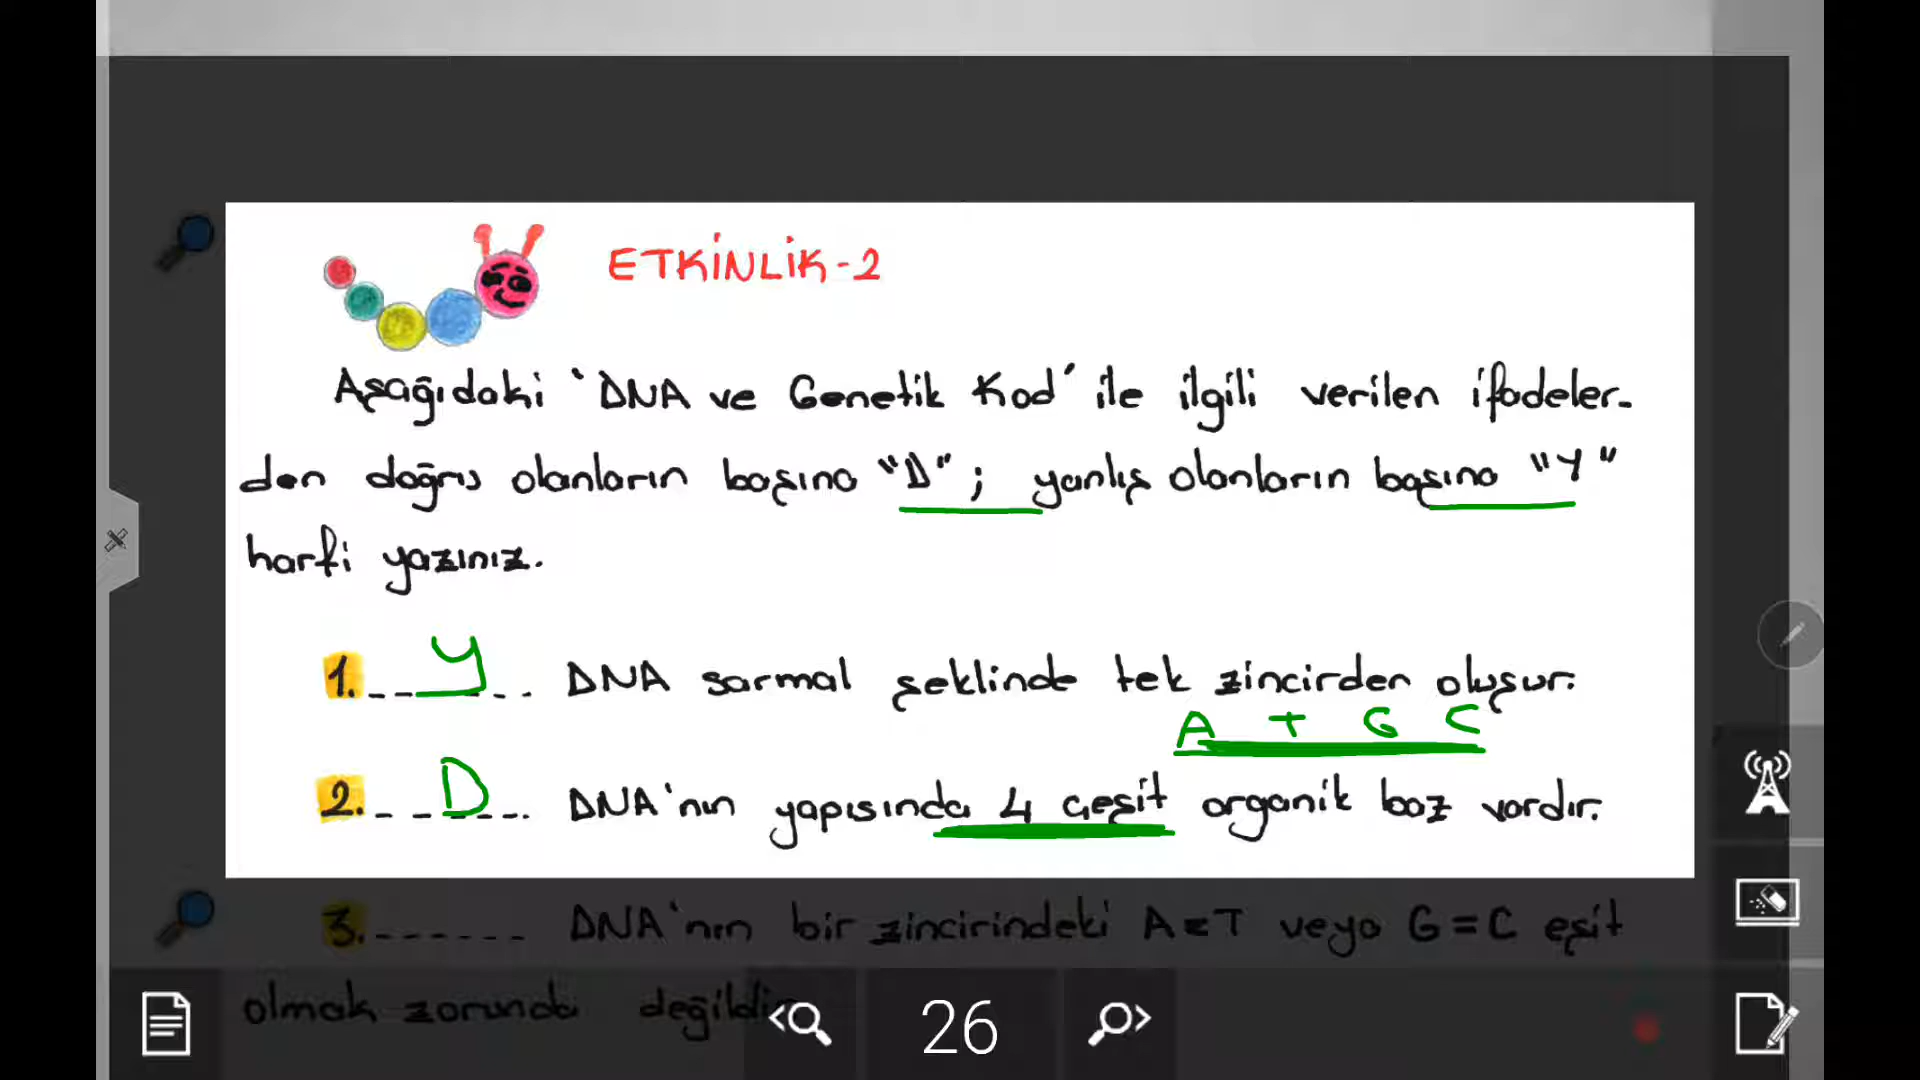 ETKİNLİK-2
Aşağıdaki 'DNA ve Genetik Kod' ile ilgili verilen ifadeler-
den doğru olanların başına "D"; yanlış olanların başına "Y"
harfi yazınız.
1. Y DNA sarmal şeklinde tek zincirden oluşur.
A T G C
2. D DNA'nın yapısında 4 çeşit organik baz vardır.
3. ------ DNA'nın bir zincirindeki A=T veya G=C eşit
olmak zorunda değildir
26